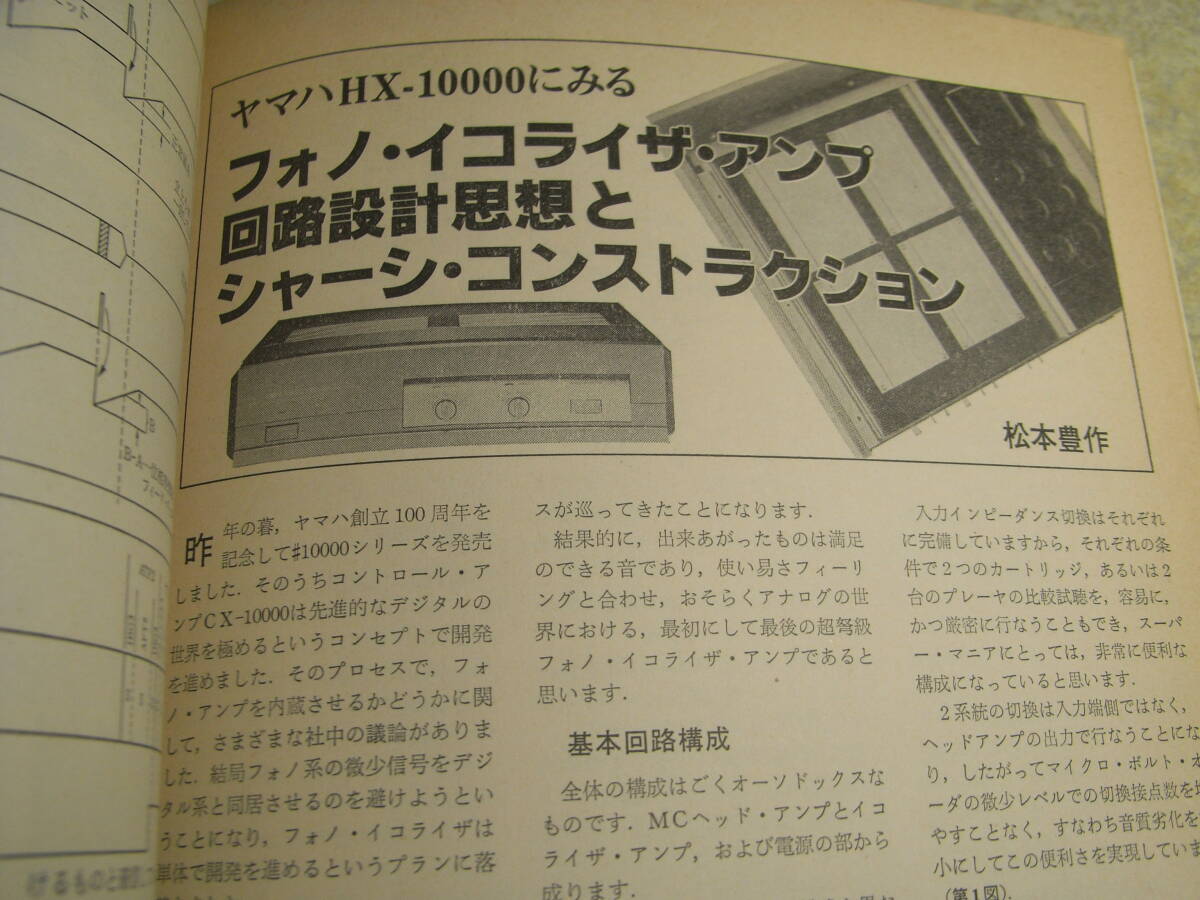 ヤマハHX-10000にみる
フォノ・イコライザ・アンプ
回路設計思想と
シャーシ・コンストラクション
松本豊作
昨年の暮，ヤマハ創立100周年を
記念して♯10000シリーズを発売
しました．そのうちコントロール・ア
ンプCX-10000は先進的なデジタルの
世界を極めるというコンセプトで開発
を進めました．そのプロセスで，フォ
ノ・アンプを内蔵させるかどうかに関
して，さまざまな社中の議論がありま
した．結局フォノ系の微少信号をデジ
タル系と同居させるのを避けようとい
うことになり，フォノ・イコライザは
単体で開発を進めるというプランに落
スが巡ってきたことになります．
結果的に，出来あがったものは満足
のできる音であり，使い易さフィーリ
ングと合わせ，おそらくアナログの世
界における，最初にして最後の超弩級
フォノ・イコライザ・アンプであると
思います．
基本回路構成
全体の構成はごくオーソドックスな
ものです．MCヘッド・アンプとイコ
ライザ・アンプ，および電源の部から
成ります．
入力インピーダンス切換はそれぞれ
に完備していますから，それぞれの条
件で2つのカートリッジ，あるいは2
台のプレーヤの比較試聴を，容易に，
かつ厳密に行なうこともでき，スーパ
ー・マニアにとっては，非常に便利な
構成になっていると思います．
2系統の切換は入力端側ではなく，
ヘッドアンプの出力で行なうことにな
り，したがってマイクロ・ボルト・オ
ーダの微少レベルでの切換接点数を増
やすことなく，すなわち音質劣化を
小にしてこの便利さを実現していま
(第1図)．